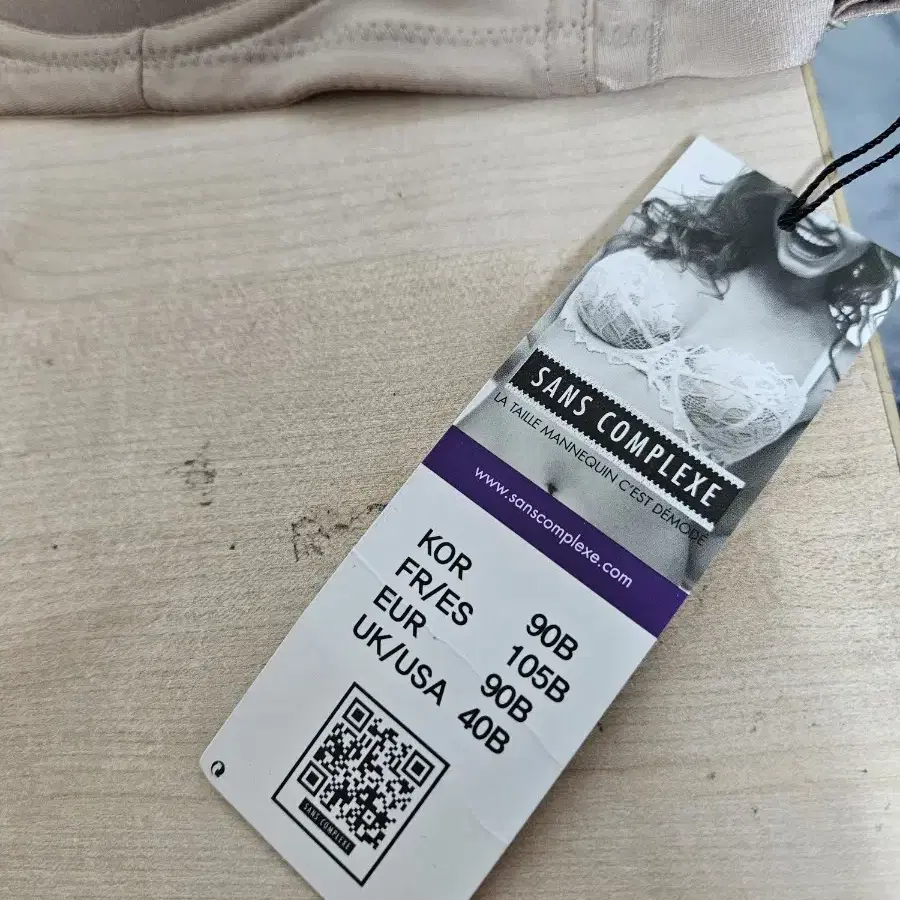 SANS COMPLEXE
LA TAILLE MANNEQUIN C'EST DÉMODÉ
www.sanscomplexe.com
KOR 90B
FR/ES 105B
EUR 90B
UK/USA 40B
SANS COMPLEXE